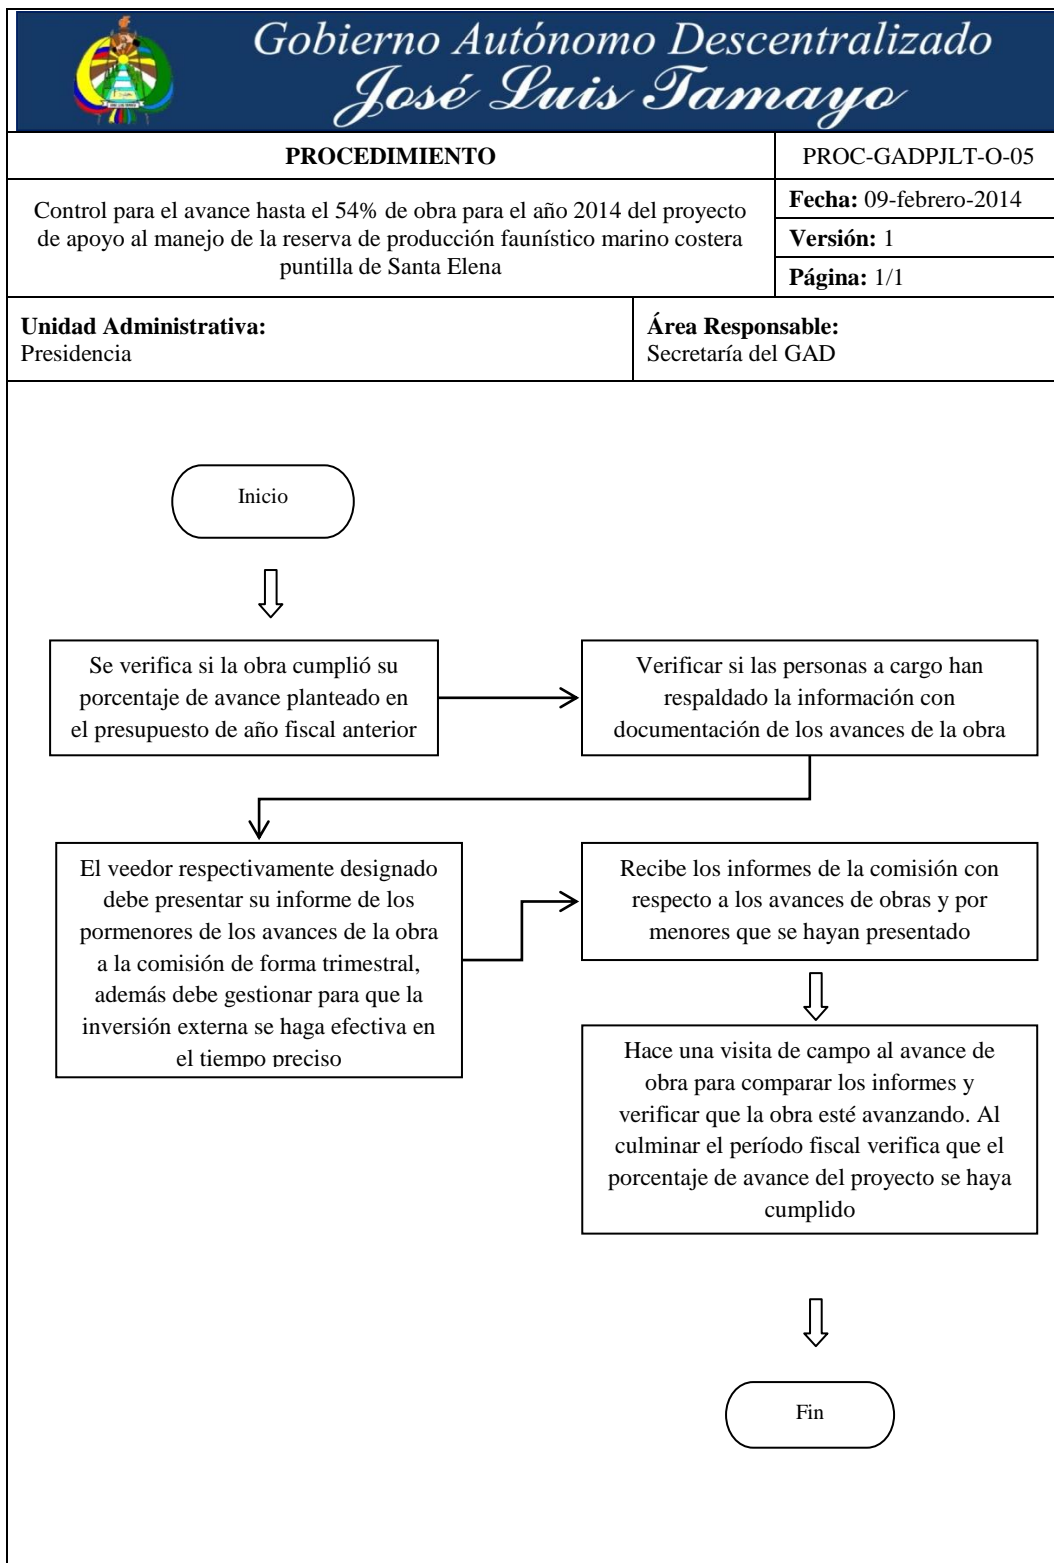 Gobierno Autónomo Descentralizado
José Luis Tamayo
PROCEDIMIENTO
PROC-GADPJLT-O-05
Control para el avance hasta el 54% de obra para el año 2014 del proyecto
de apoyo al manejo de la reserva de producción faunístico marino costera
puntilla de Santa Elena
Fecha: 09-febrero-2014
Versión: 1
Página: 1/1
Unidad Administrativa:
Presidencia
Área Responsable:
Secretaría del GAD
Inicio
Se verifica si la obra cumplió su
porcentaje de avance planteado en
el presupuesto de año fiscal anterior
Verificar si las personas a cargo han
respaldado la información con
documentación de los avances de la obra
El veedor respectivamente designado
debe presentar su informe de los
pormenores de los avances de la obra
a la comisión de forma trimestral,
además debe gestionar para que la
inversión externa se haga efectiva en
el tiempo preciso
Recibe los informes de la comisión con
respecto a los avances de obras y por
menores que se hayan presentado
Hace una visita de campo al avance de
obra para comparar los informes y
verificar que la obra esté avanzando. Al
culminar el período fiscal verifica que el
porcentaje de avance del proyecto se haya
cumplido
Fin